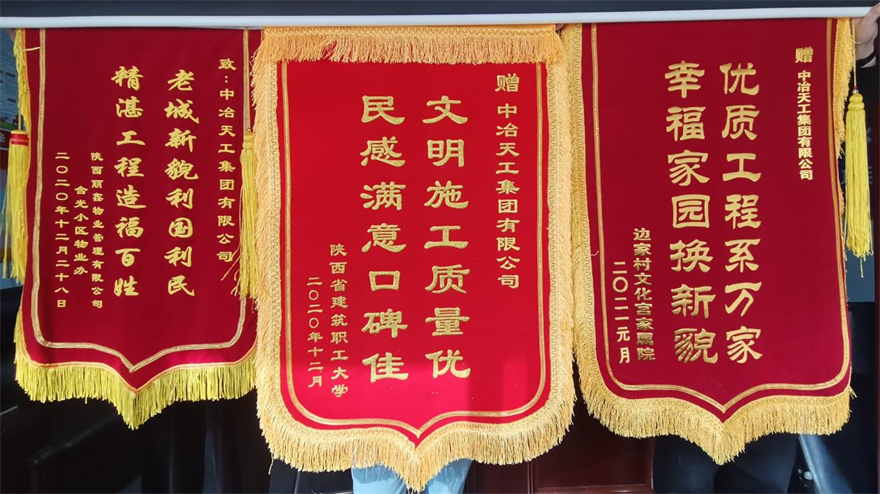 致：中冶天工集团有限公司
老城新貌利国利民
精湛工程造福百姓
陕西丽鑫物业管理有限公司
含光小区物业办
二〇二〇年十二月二十八日
赠 中冶天工集团有限公司
文明施工质量优
民感满意口碑佳
陕西省建筑职工大学
二〇二〇年十二月
赠 中冶天工集团有限公司
优质工程系万家
幸福家园换新貌
边家村文化宫家属院
二〇二一元月